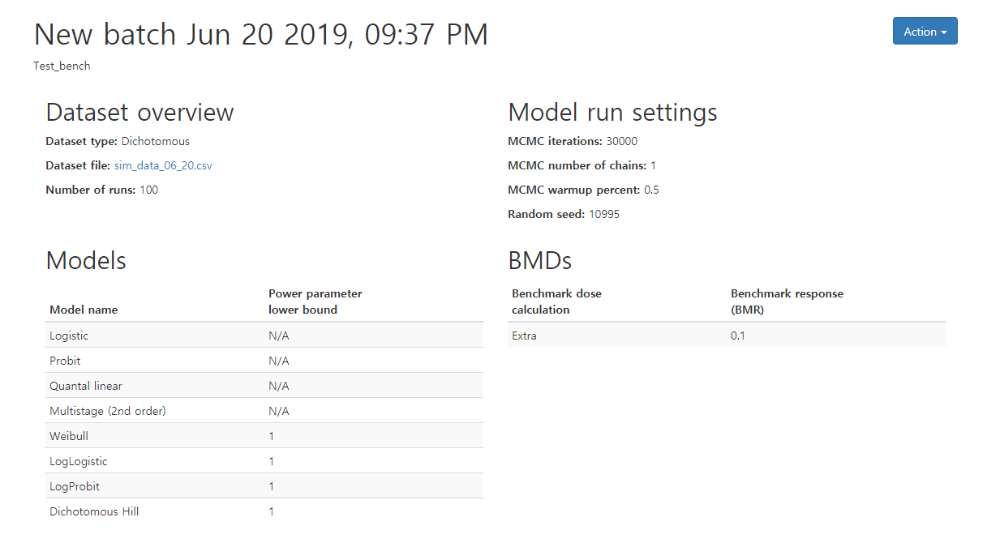 New batch Jun 20 2019, 09:37 PM
Action
Test_bench
Dataset overview
Dataset type: Dichotomous
Dataset file: sim_data_06_20.csv
Number of runs: 100
Model run settings
MCMC iterations: 30000
MCMC number of chains: 1
MCMC warmup percent: 0.5
Random seed: 10995
Models
Model name Power parameter lower bound
Logistic N/A
Probit N/A
Quantal linear N/A
Multistage (2nd order) N/A
Weibull 1
LogLogistic 1
LogProbit 1
Dichotomous Hill 1
BMDs
Benchmark dose calculation Benchmark response (BMR)
Extra 0.1